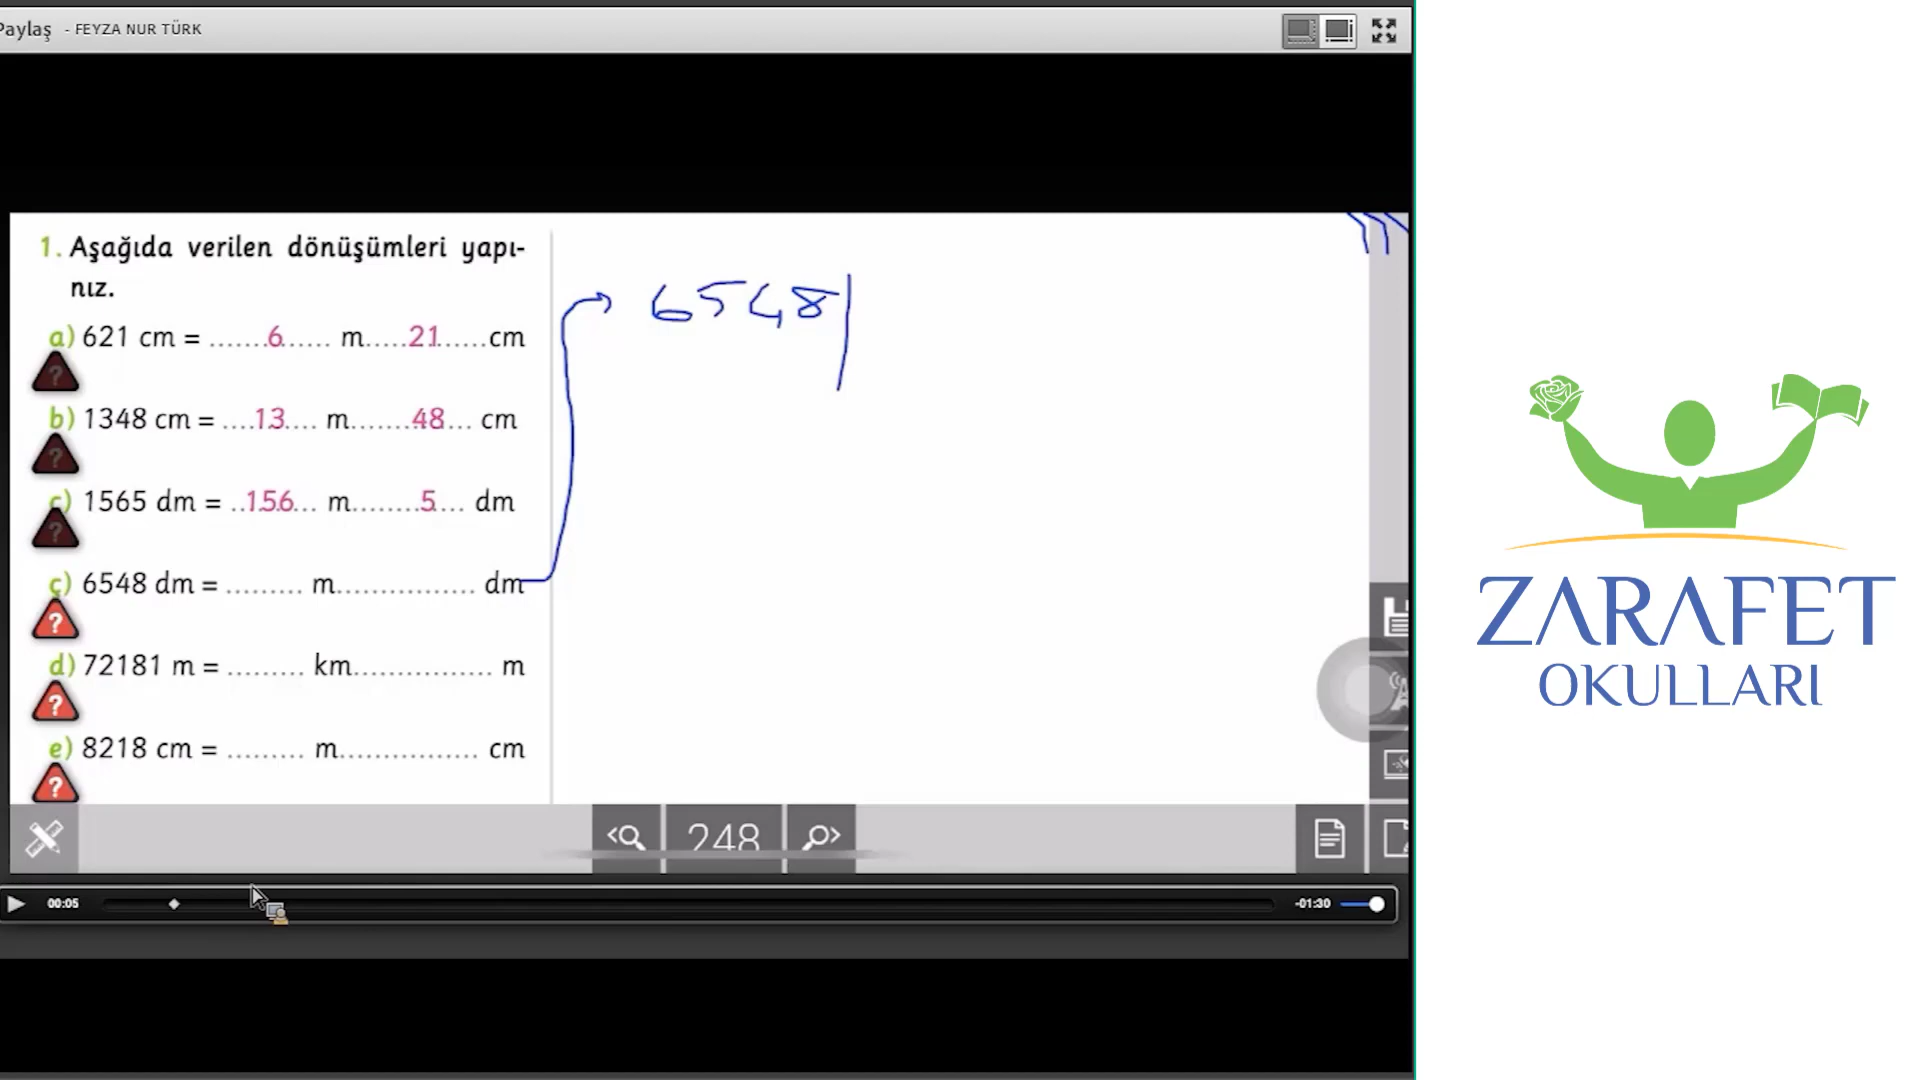 Paylaş - FEYZA NUR TÜRK
1. Aşağıda verilen dönüşümleri yapı-
nız.
a) 621 cm = .......6...... m.....21......cm
?
b) 1348 cm = ....13.... m.......48... cm
?
c) 1565 dm = ..156... m........5.... dm
?
ç) 6548 dm = ......... m............... dm
?
d) 72181 m = ......... km............... m
?
e) 8218 cm = ......... m............... cm
?
6548
248
00:05
-01:30
ZARAFET
OKULLARI